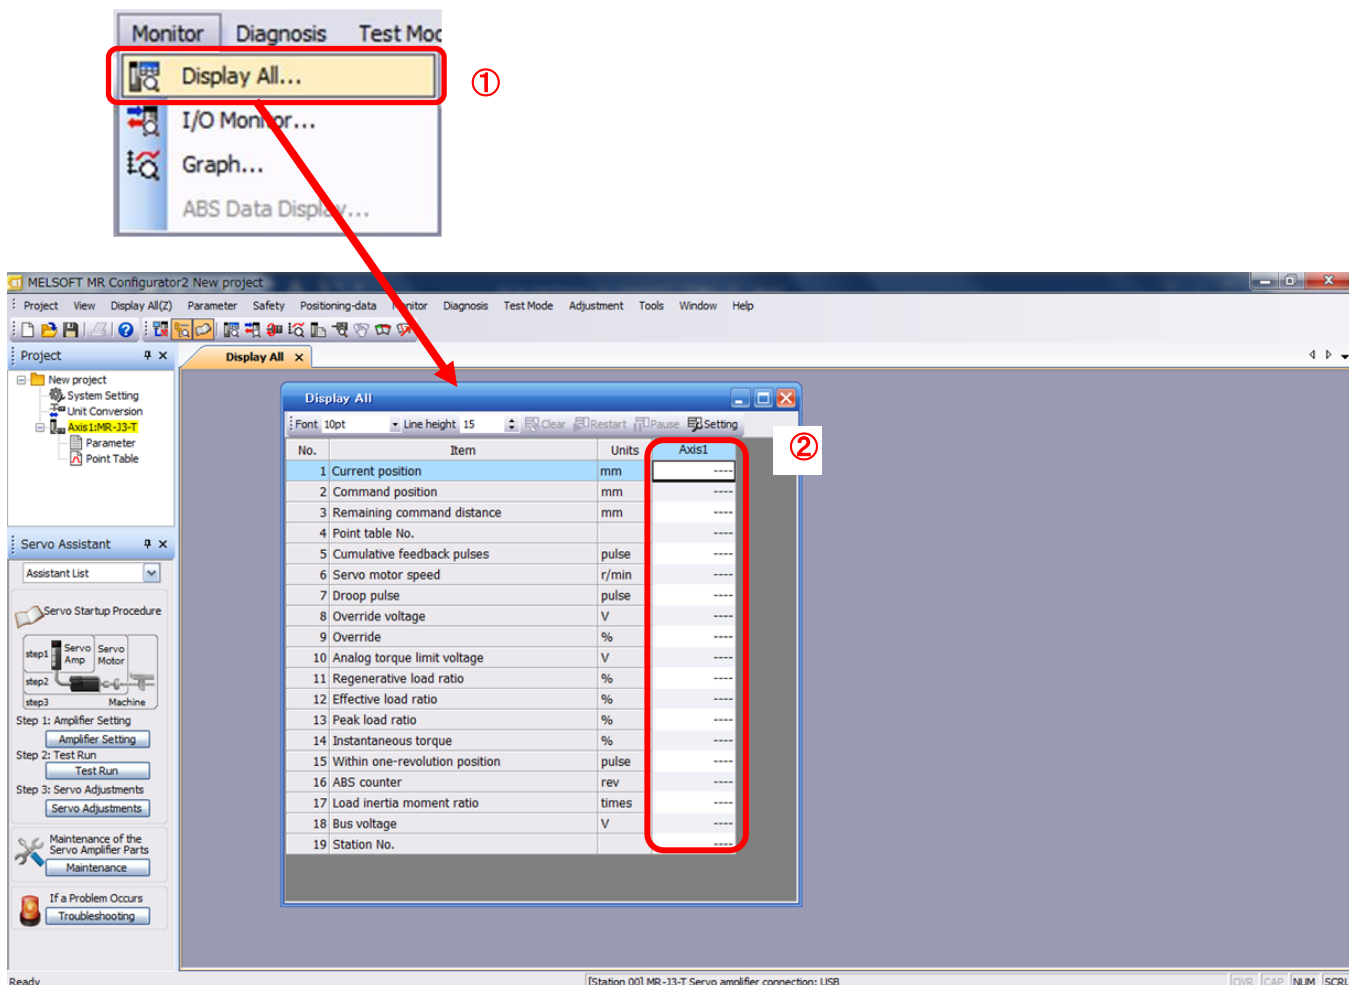 Monitor Diagnosis Test Mod
Display All...
①
I/O Monitor...
Graph...
ABS Data Display...
MELSOFT MR Configurator2 New project
Project View Display All(Z) Parameter Safety Positioning-data Monitor Diagnosis Test Mode Adjustment Tools Window Help
Project
Display All
New project
System Setting
Unit Conversion
Axis1:MR-J3-T
Parameter
Point Table
Servo Assistant
Assistant List
Servo Startup Procedure
step1 Servo Amp Servo Motor
step2
step3 Machine
Step 1: Amplifier Setting
Amplifier Setting
Step 2: Test Run
Test Run
Step 3: Servo Adjustments
Servo Adjustments
Maintenance of the
Servo Amplifier Parts
Maintenance
If a Problem Occurs
Troubleshooting
Display All
Font 10pt Line height 15 Clear Restart Pause Setting
②
No. Item Units Axis1
1 Current position mm ----
2 Command position mm ----
3 Remaining command distance mm ----
4 Point table No. ----
5 Cumulative feedback pulses pulse ----
6 Servo motor speed r/min ----
7 Droop pulse pulse ----
8 Override voltage V ----
9 Override % ----
10 Analog torque limit voltage V ----
11 Regenerative load ratio % ----
12 Effective load ratio % ----
13 Peak load ratio % ----
14 Instantaneous torque % ----
15 Within one-revolution position pulse ----
16 ABS counter rev ----
17 Load inertia moment ratio times ----
18 Bus voltage V ----
19 Station No. ----
Ready [Station 00] MR-J3-T Servo amplifier connection: USB OVR CAP NUM SCRL